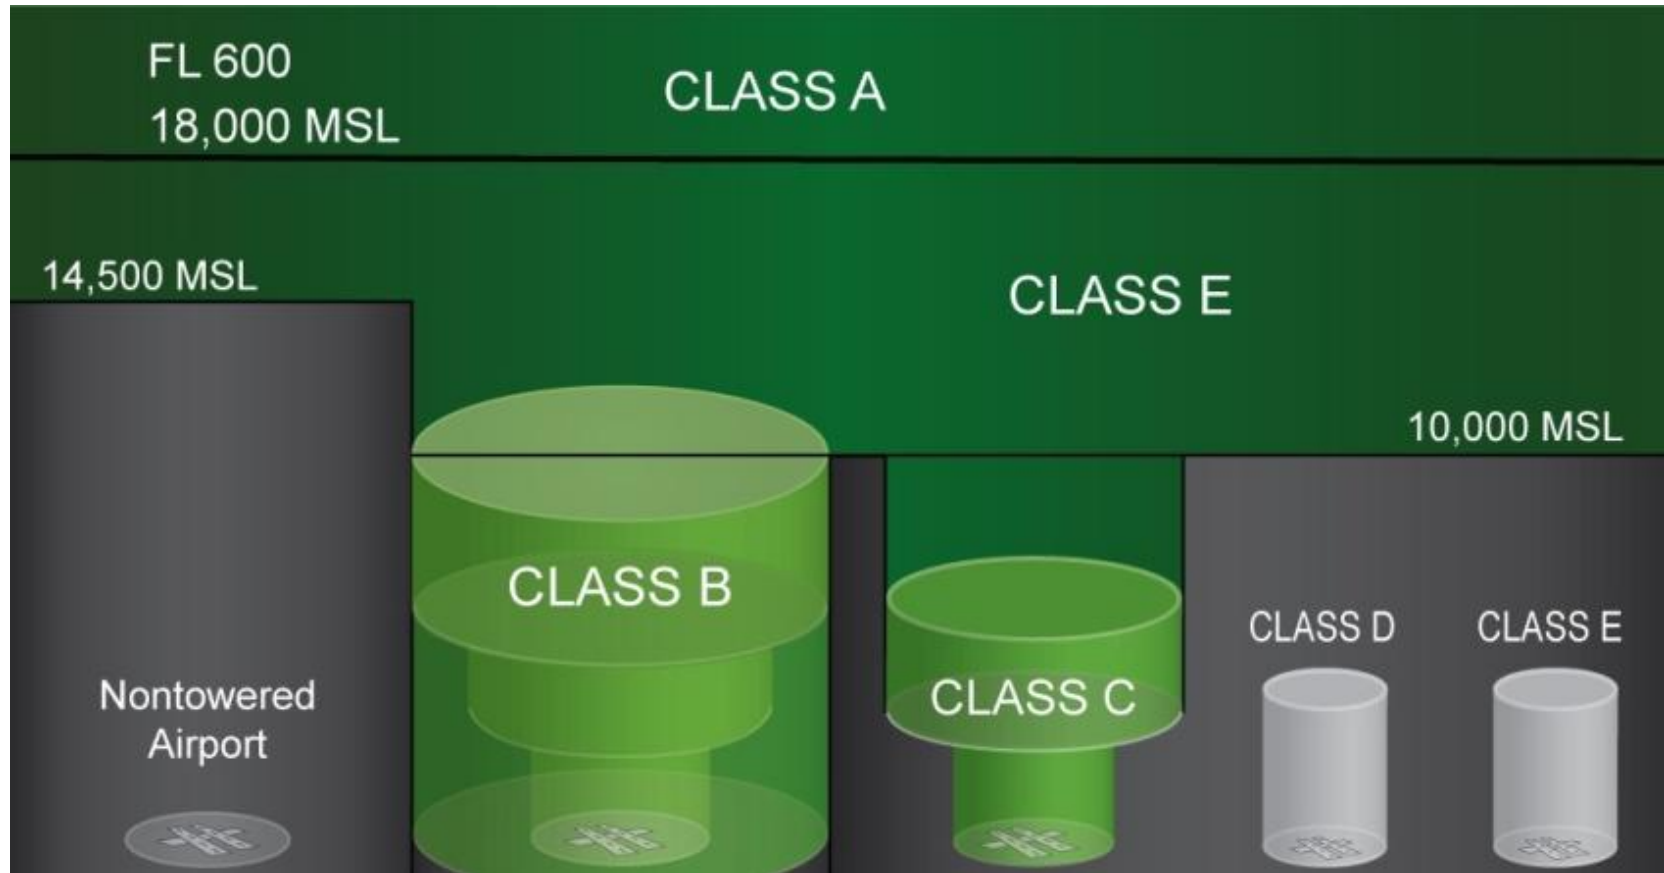 FL 600
18,000 MSL
CLASS A
14,500 MSL
CLASS E
10,000 MSL
CLASS B
CLASS D
CLASS E
Nontowered
Airport
CLASS C